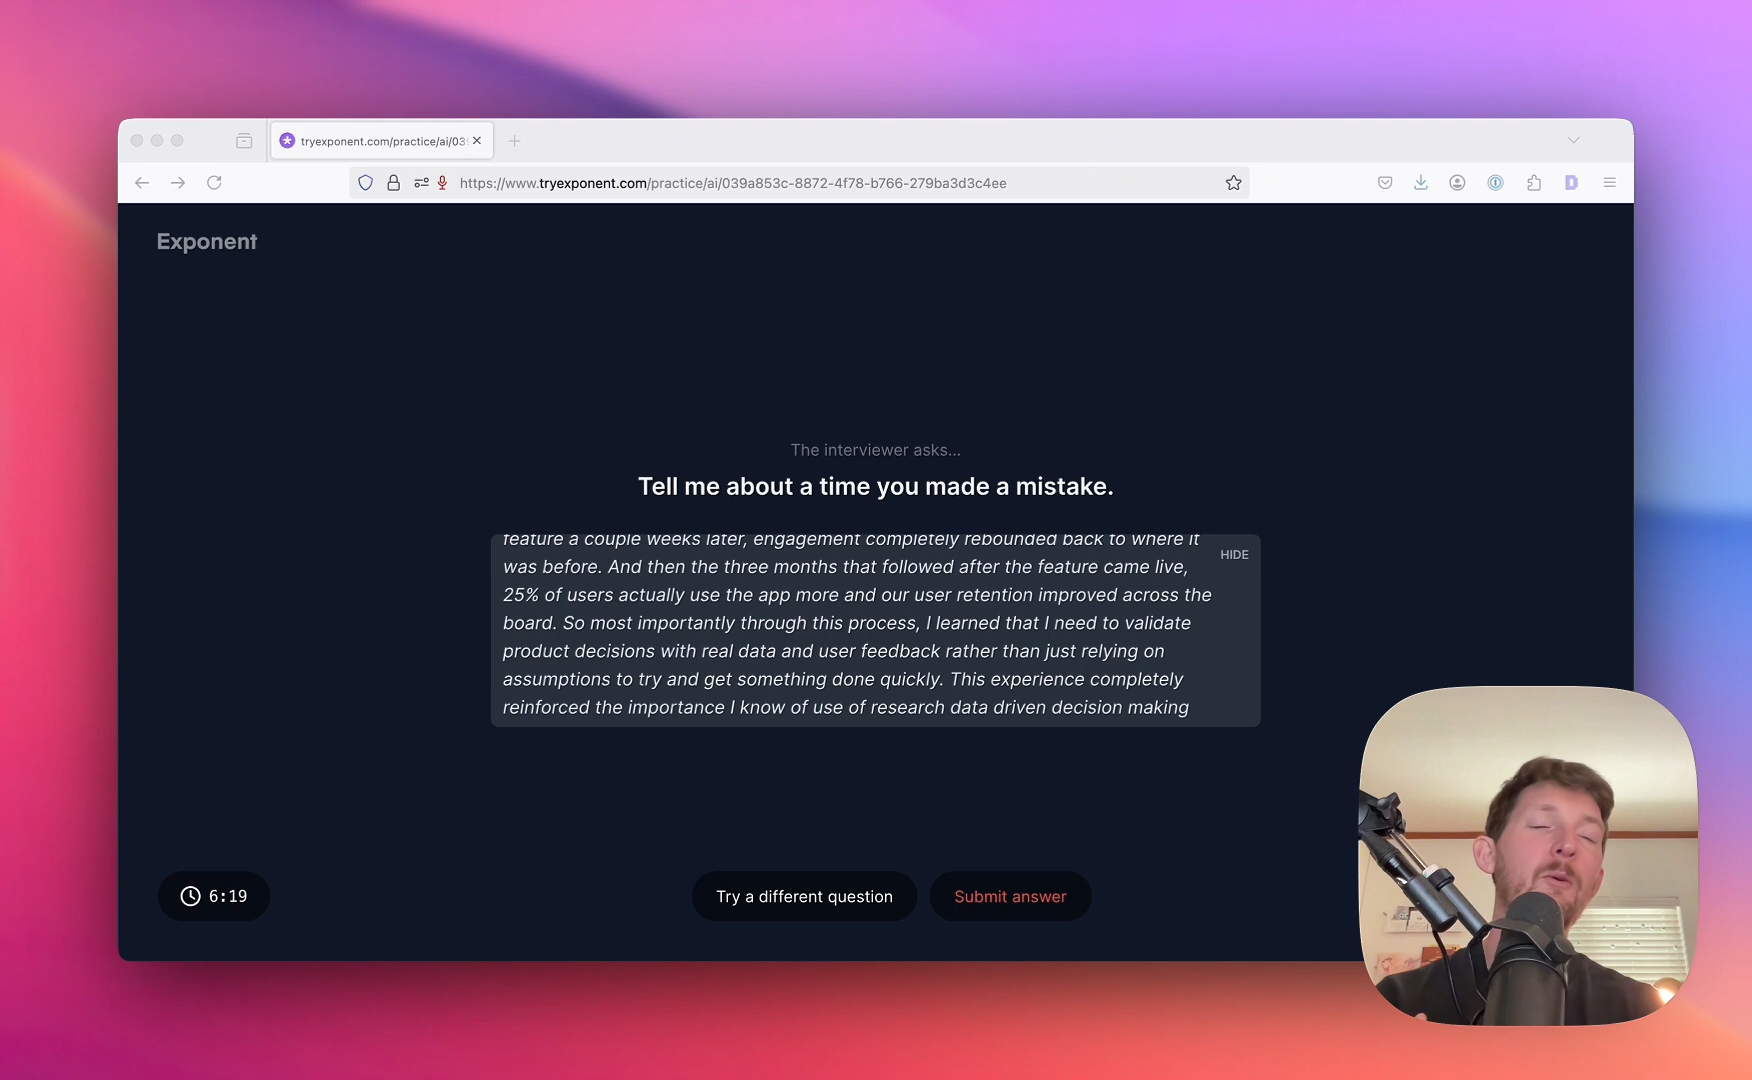 tryexponent.com/practice/ai/03
https://www.tryexponent.com/practice/ai/039a853c-8872-4f78-b766-279ba3d3c4ee
Exponent
The interviewer asks...
Tell me about a time you made a mistake.
feature a couple weeks later, engagement completely rebounded back to where it
HIDE
was before. And then the three months that followed after the feature came live,
25% of users actually use the app more and our user retention improved across the
board. So most importantly through this process, I learned that I need to validate
product decisions with real data and user feedback rather than just relying on
assumptions to try and get something done quickly. This experience completely
reinforced the importance I know of use of research data driven decision making
6:19
Try a different question
Submit answer